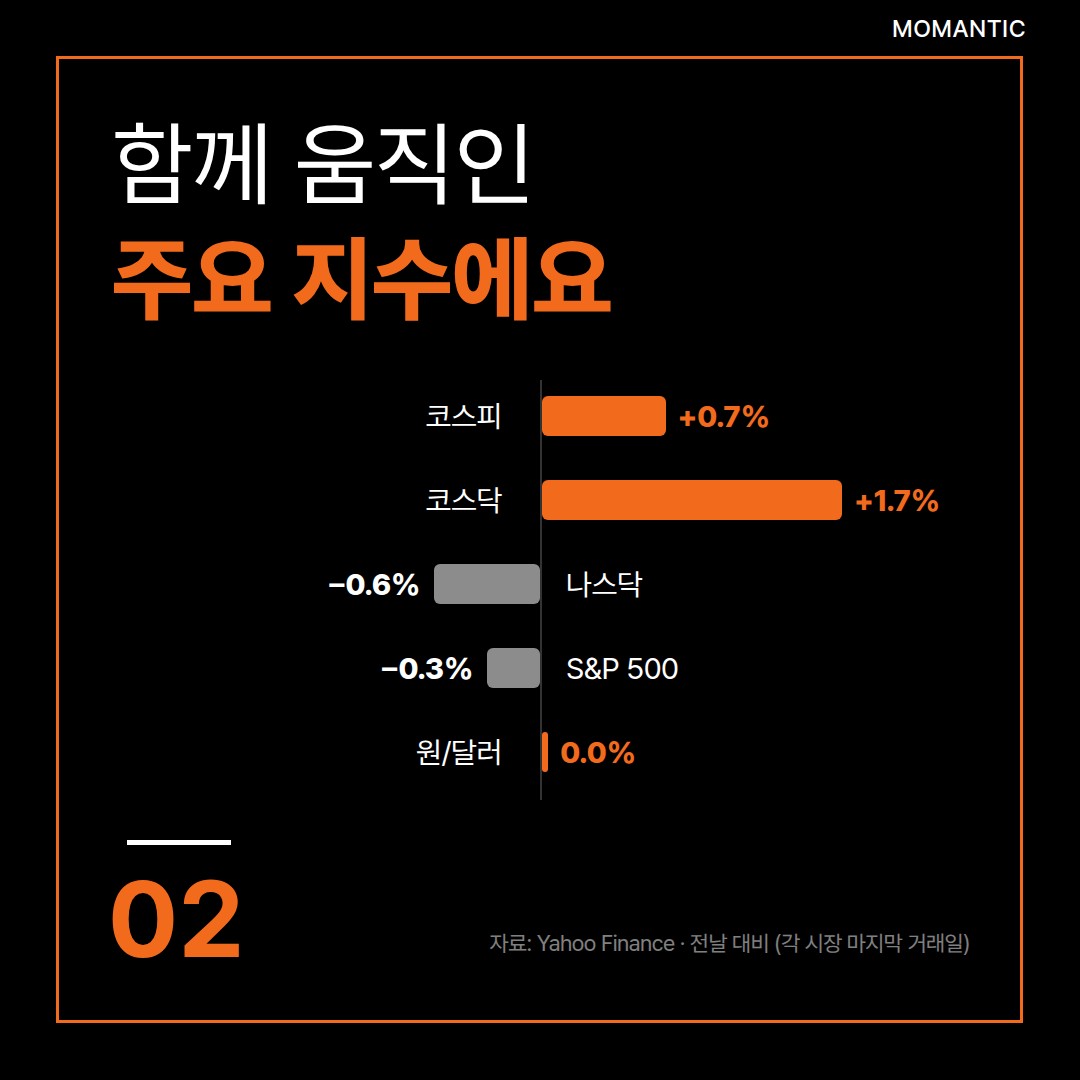 MOMANTIC
함께 움직인
주요 지수에요
코스피 +0.7%
코스닥 +1.7%
−0.6% 나스닥
−0.3% S&P 500
원/달러 0.0%
02
자료: Yahoo Finance · 전날 대비 (각 시장 마지막 거래일)